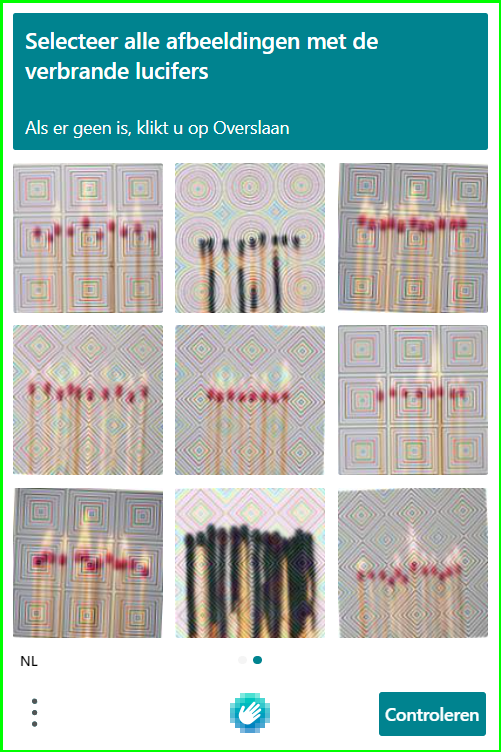 Selecteer alle afbeeldingen met de
verbrande lucifers
Als er geen is, klikt u op Overslaan
NL
Controleren